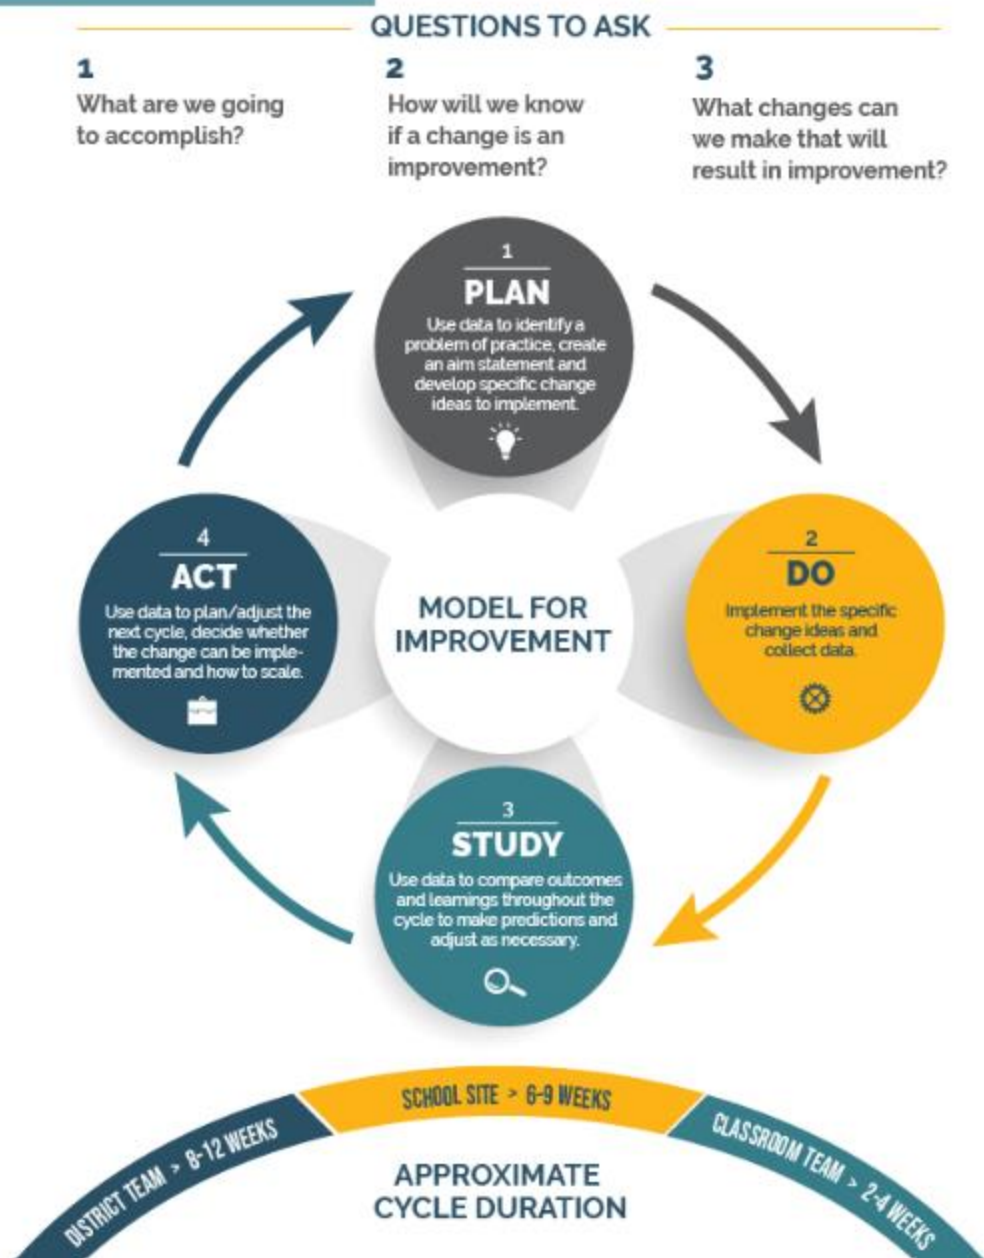 QUESTIONS TO ASK
1
What are we going
to accomplish?
2
How will we know
if a change is an
improvement?
3
What changes can
we make that will
result in improvement?
1
PLAN
Use data to identify a
problem of practice, create
an aim statement and
develop specific change
ideas to implement.
2
DO
Implement the specific
change ideas and
collect data.
3
STUDY
Use data to compare outcomes
and learnings throughout the
cycle to make predictions and
adjust as necessary.
4
ACT
Use data to plan/adjust the
next cycle, decide whether
the change can be imple-
mented and how to scale.
MODEL FOR
IMPROVEMENT
DISTRICT TEAM > 8-12 WEEKS
SCHOOL SITE > 6-9 WEEKS
CLASSROOM TEAM > 2-4 WEEKS
APPROXIMATE
CYCLE DURATION